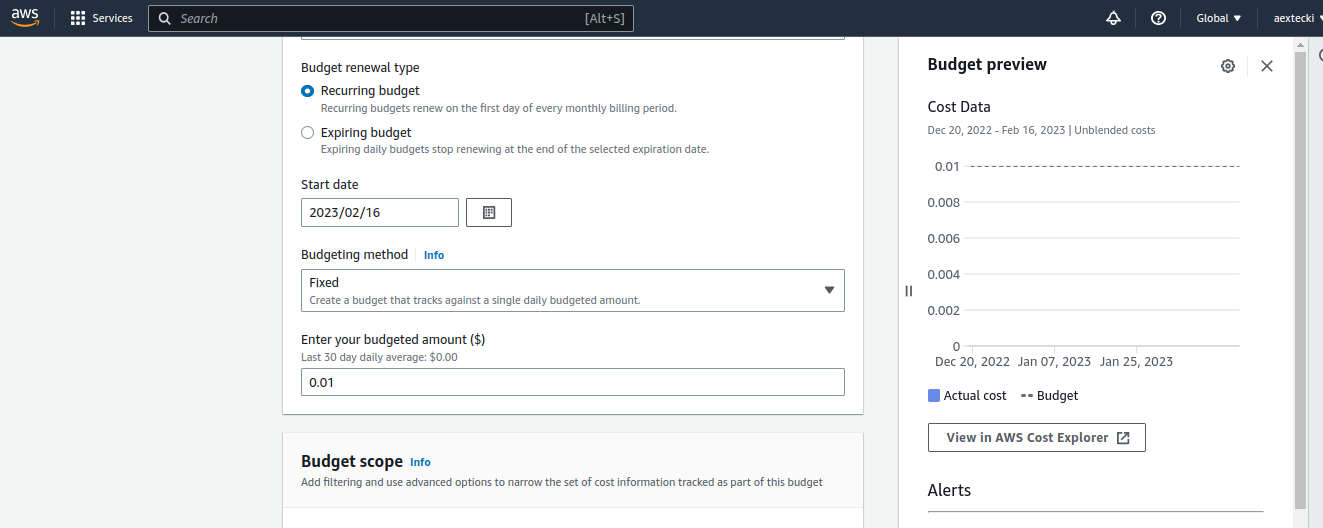 aws
Services
Search
[Alt+S]
Global
aextecki
Budget renewal type
Recurring budget
Recurring budgets renew on the first day of every monthly billing period.
Expiring budget
Expiring daily budgets stop renewing at the end of the selected expiration date.
Start date
2023/02/16
Budgeting method
Info
Fixed
Create a budget that tracks against a single daily budgeted amount.
Enter your budgeted amount ($)
Last 30 day daily average: $0.00
0.01
Budget scope Info
Add filtering and use advanced options to narrow the set of cost information tracked as part of this budget
Budget preview
Cost Data
Dec 20, 2022 - Feb 16, 2023 | Unblended costs
0.01
0.008
0.006
0.004
0.002
0
Dec 20, 2022 Jan 07, 2023 Jan 25, 2023
Actual cost
Budget
View in AWS Cost Explorer
Alerts